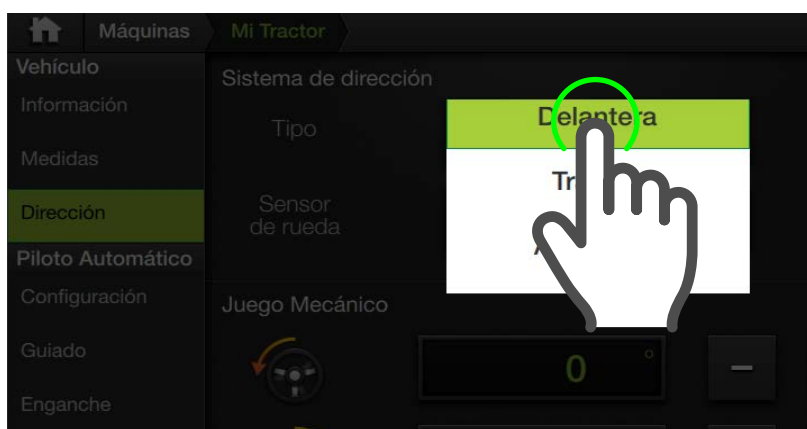 Máquinas
Mi Tractor
Vehículo
Información
Medidas
Dirección
Piloto Automático
Configuración
Guiado
Enganche
Sistema de dirección
Tipo
Delantera
Sensor
de rueda
Juego Mecánico
0 °
−